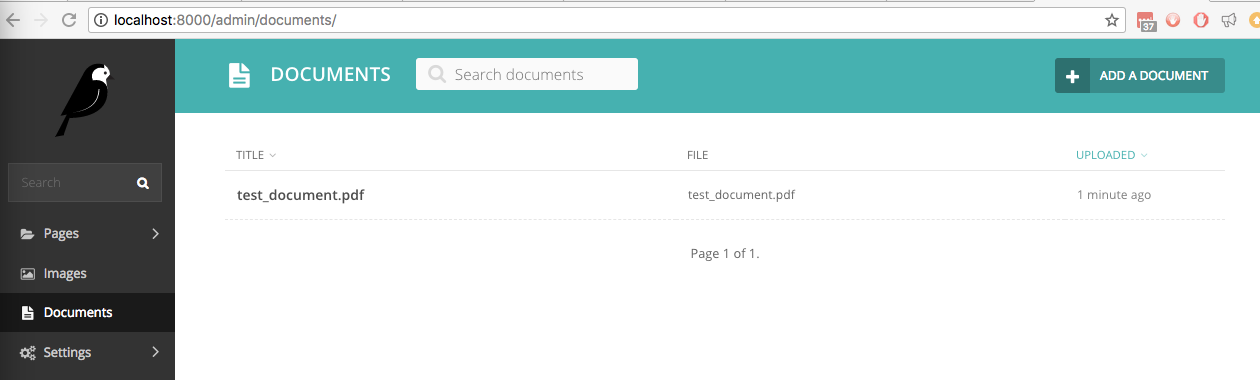 localhost:8000/admin/documents/
37
DOCUMENTS
Search documents
ADD A DOCUMENT
Search
Pages
Images
Documents
Settings
TITLE FILE UPLOADED
test_document.pdf test_document.pdf 1 minute ago
Page 1 of 1.